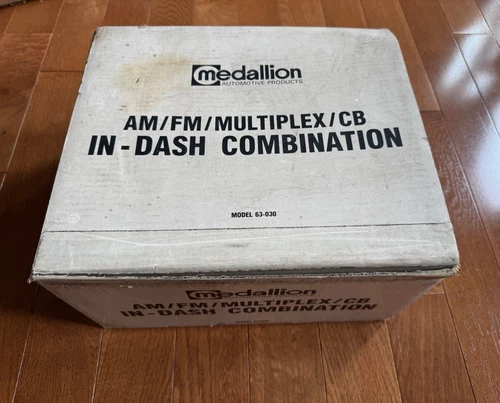 medallion
AUTOMOTIVE PRODUCTS
AM/FM/MULTIPLEX/CB
IN-DASH COMBINATION
MODEL 63-030
medallion
AM/FM/MULTIPLEX/CB
IN-DASH COMBINATION